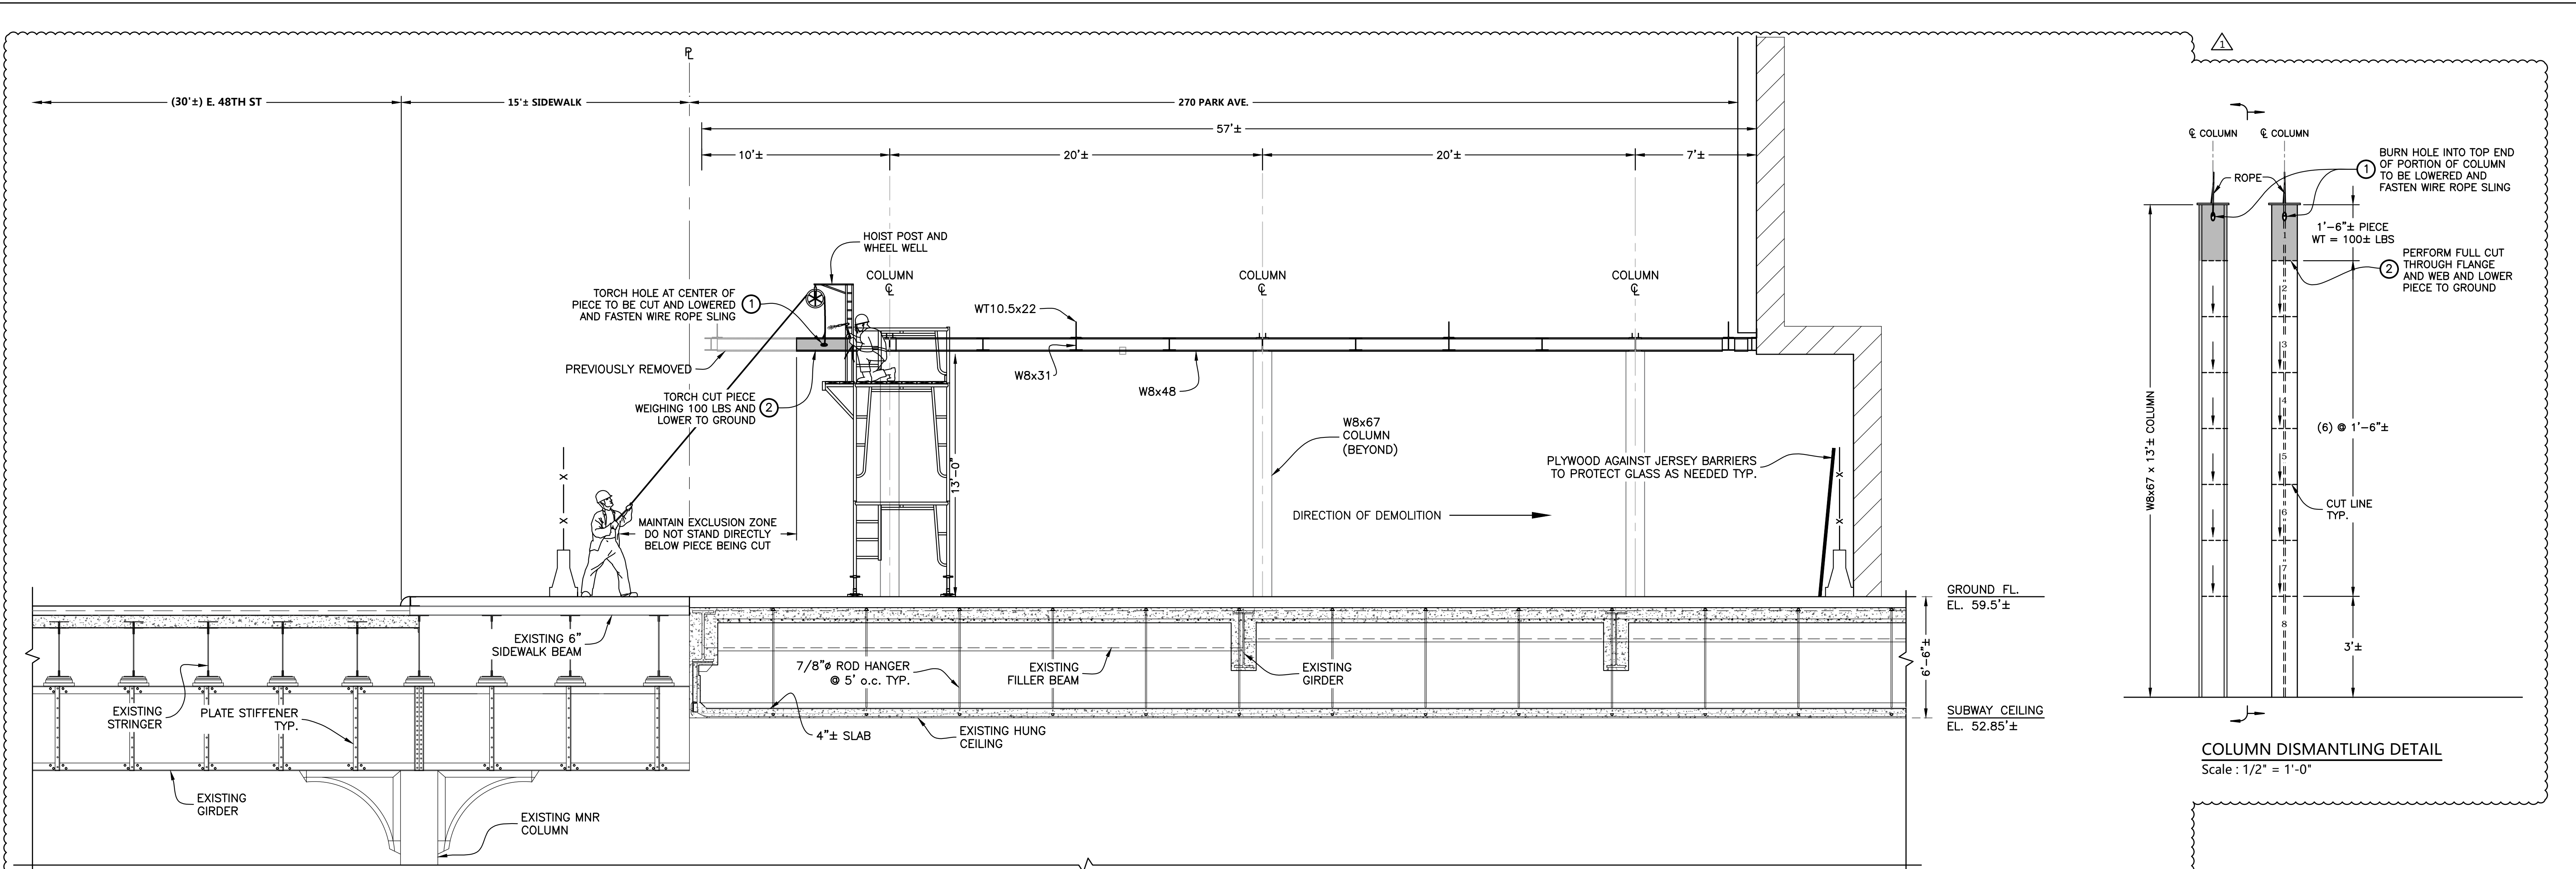 1
℄
(30'±) E. 48TH ST
15'± SIDEWALK
270 PARK AVE.
57'±
10'±
20'±
20'±
7'±
HOIST POST AND
WHEEL WELL
COLUMN
℄
COLUMN
℄
COLUMN
℄
TORCH HOLE AT CENTER OF
PIECE TO BE CUT AND LOWERED
AND FASTEN WIRE ROPE SLING
1
WT10.5x22
PREVIOUSLY REMOVED
W8x31
W8x48
TORCH CUT PIECE
WEIGHING 100 LBS AND
LOWER TO GROUND
2
W8x67
COLUMN
(BEYOND)
13'-0"
X
X
PLYWOOD AGAINST JERSEY BARRIERS
TO PROTECT GLASS AS NEEDED TYP.
X
X
MAINTAIN EXCLUSION ZONE
DO NOT STAND DIRECTLY
BELOW PIECE BEING CUT
DIRECTION OF DEMOLITION
GROUND FL.
EL. 59.5'±
6'-6"±
SUBWAY CEILING
EL. 52.85'±
EXISTING 6"
SIDEWALK BEAM
7/8"ø ROD HANGER
@ 5' o.c. TYP.
EXISTING
FILLER BEAM
EXISTING
GIRDER
EXISTING
STRINGER
PLATE STIFFENER
TYP.
4"± SLAB
EXISTING HUNG
CEILING
EXISTING
GIRDER
EXISTING MNR
COLUMN
℄ COLUMN
℄ COLUMN
ROPE
1
BURN HOLE INTO TOP END
OF PORTION OF COLUMN
TO BE LOWERED AND
FASTEN WIRE ROPE SLING
1'-6"± PIECE
WT = 100± LBS
2
PERFORM FULL CUT
THROUGH FLANGE
AND WEB AND LOWER
PIECE TO GROUND
1
2
3
4
5
6
7
8
W8x67 x 13'± COLUMN
(6) @ 1'-6"±
CUT LINE
TYP.
3'±
COLUMN DISMANTLING DETAIL
Scale : 1/2" = 1'-0"